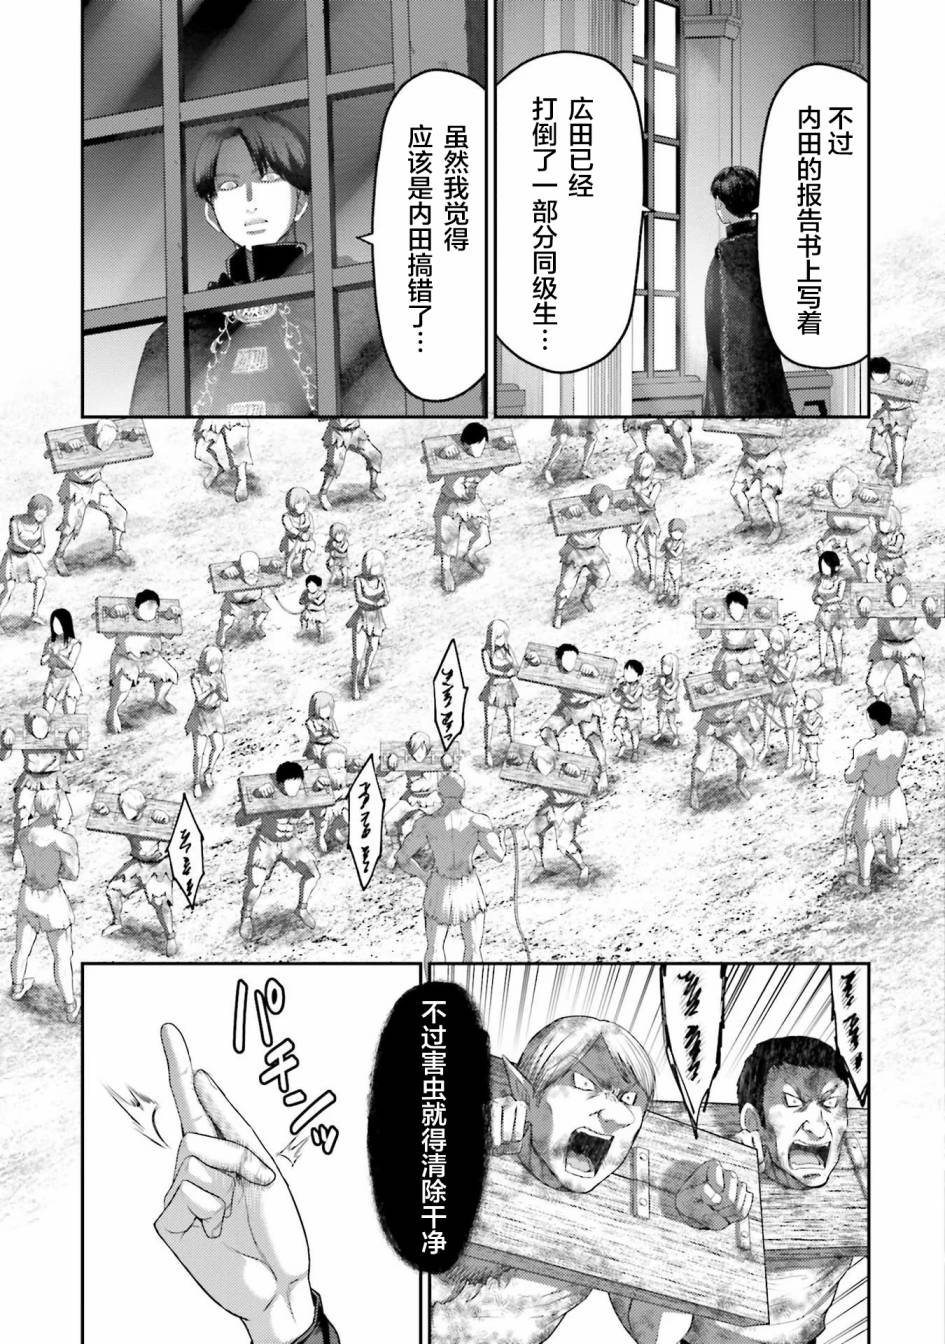 不过
内田的报告书上写着
広田已经
打倒了一部分同级生…
虽然我觉得
应该是内田搞错了…
不过害虫就得清除干净
パチンッ